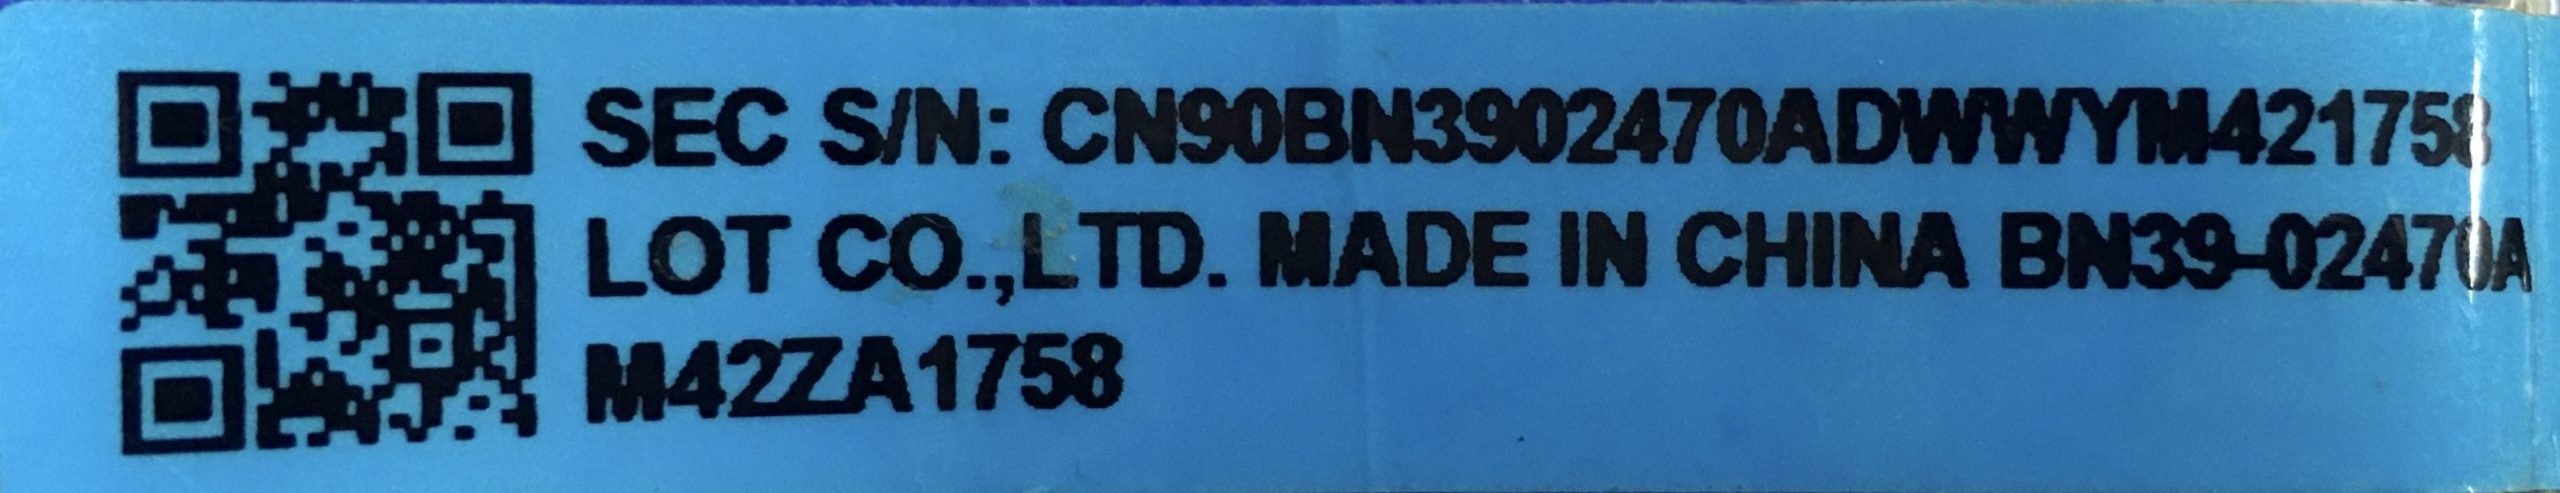 SEC S/N: CN90BN3902470ADWWYM421758
LOT CO.,LTD. MADE IN CHINA BN39-02470A
M42ZA1758